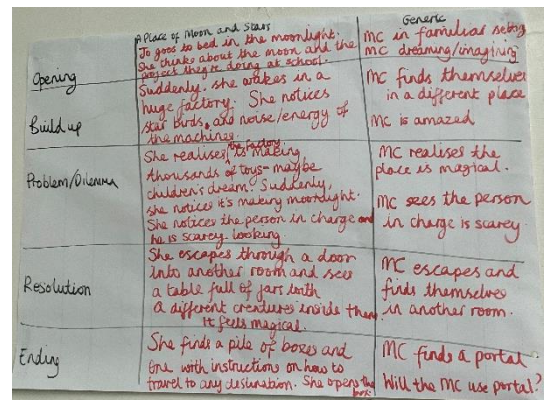 A Place of Moon and Stars
Generic
Opening
Jo goes to bed in the moonlight.
She thinks about the moon and the
project they're doing at school.
MC in familiar setting
MC dreaming/imagining
Build up
Suddenly, she wakes in a
huge factory. She notices
star birds, and noise/energy of
the machines.
MC finds themselves
in a different place
MC is amazed
Problem/Dilemma
She realises the factory is making
thousands of toys - maybe
children's dream. Suddenly,
she notices it's making moonlight.
She notices the person in charge and
he is scarey looking.
MC realises the
place is magical.
MC sees the person
in charge is scarey
Resolution
She escapes through a door
into another room and sees
a table full of jars with
a different creatures inside them.
It feels magical.
MC escapes and
finds themselves
in another room.
Ending
She finds a pile of boxes and
one with instructions on how to
travel to any destination. She opens the
box.
MC finds a portal
Will the MC use portal?